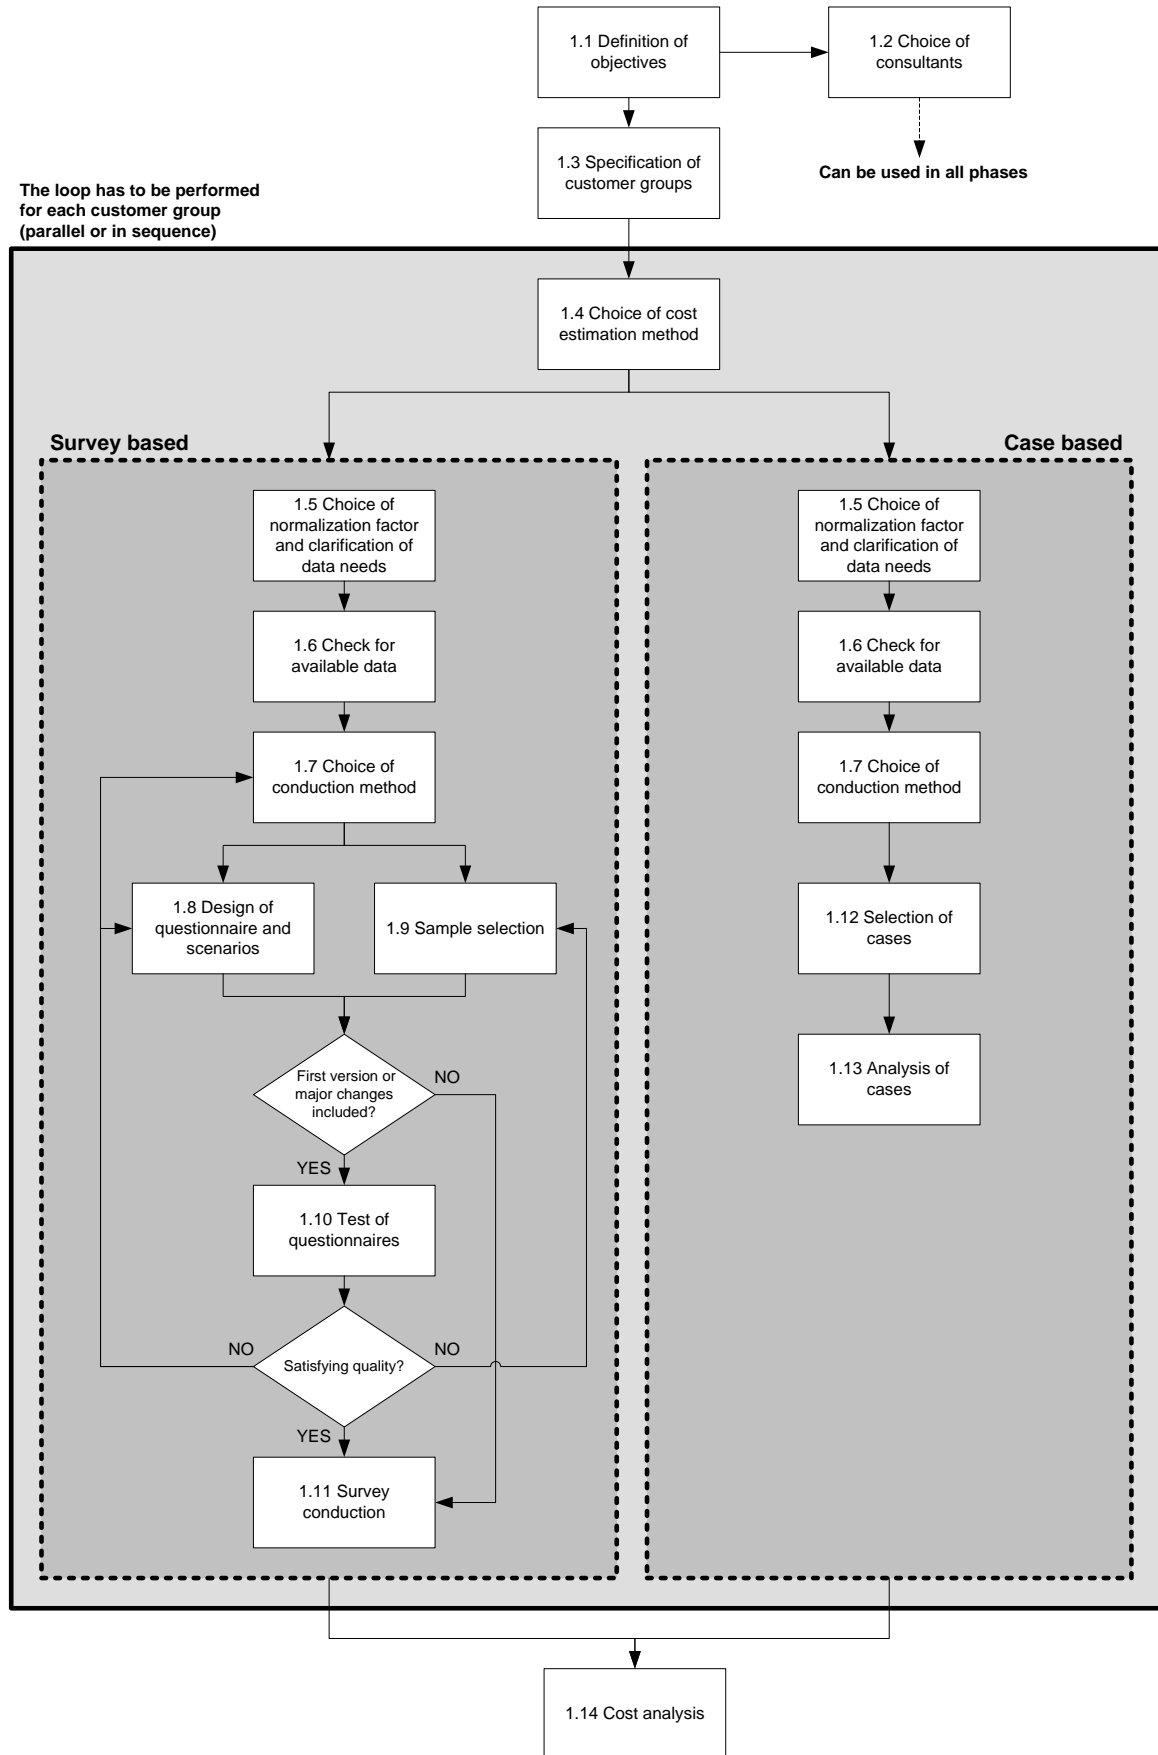 1.1 Definition of
objectives
1.2 Choice of
consultants
1.3 Specification of
customer groups
Can be used in all phases
The loop has to be performed
for each customer group
(parallel or in sequence)
1.4 Choice of cost
estimation method
Survey based
Case based
1.5 Choice of
normalization factor
and clarification of
data needs
1.6 Check for
available data
1.7 Choice of
conduction method
1.8 Design of
questionnaire and
scenarios
1.9 Sample selection
First version or
major changes
included?
NO
YES
1.10 Test of
questionnaires
NO
Satisfying quality?
NO
YES
1.11 Survey
conduction
1.5 Choice of
normalization factor
and clarification of
data needs
1.6 Check for
available data
1.7 Choice of
conduction method
1.12 Selection of
cases
1.13 Analysis of
cases
1.14 Cost analysis